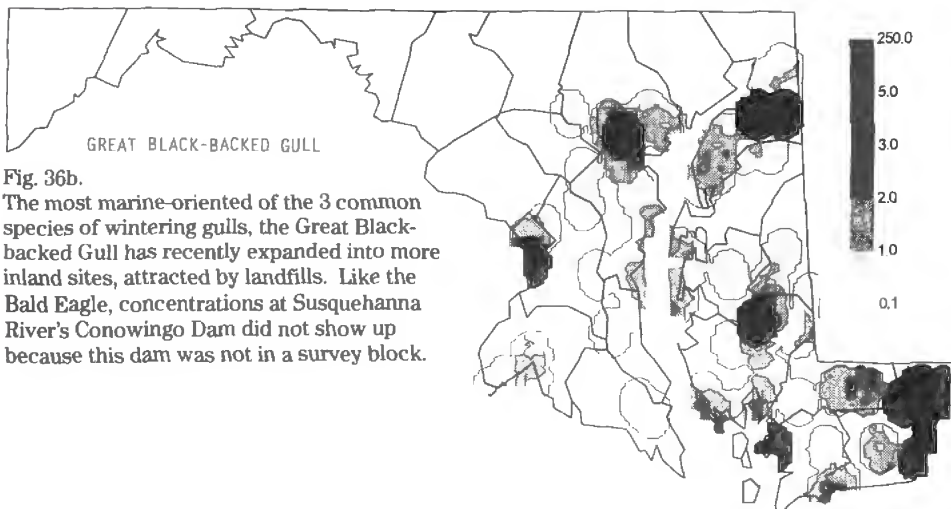 250.0
5.0
3.0
2.0
1.0
0.1
GREAT BLACK-BACKED GULL
Fig. 36b.
The most marine-oriented of the 3 common
species of wintering gulls, the Great Black-
backed Gull has recently expanded into more
inland sites, attracted by landfills. Like the
Bald Eagle, concentrations at Susquehanna
River's Conowingo Dam did not show up
because this dam was not in a survey block.